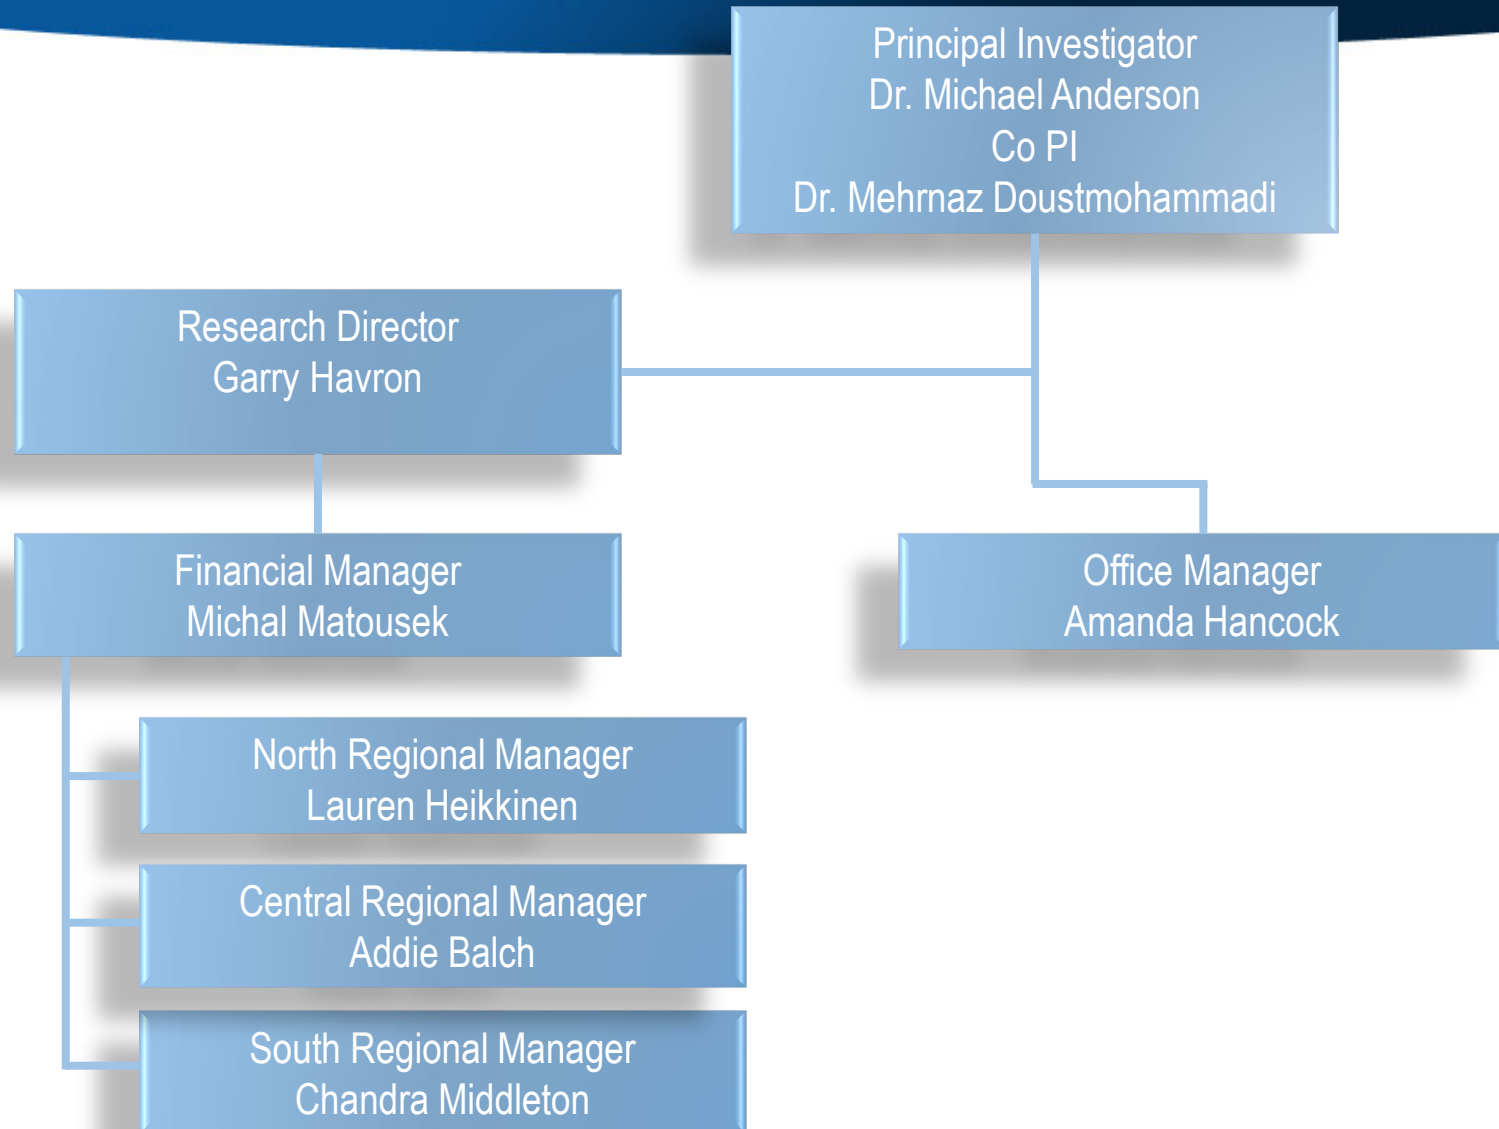 Principal Investigator
Dr. Michael Anderson
Co PI
Dr. Mehrnaz Doustmohammadi
Research Director
Garry Havron
Financial Manager
Michal Matousek
Office Manager
Amanda Hancock
North Regional Manager
Lauren Heikkinen
Central Regional Manager
Addie Balch
South Regional Manager
Chandra Middleton